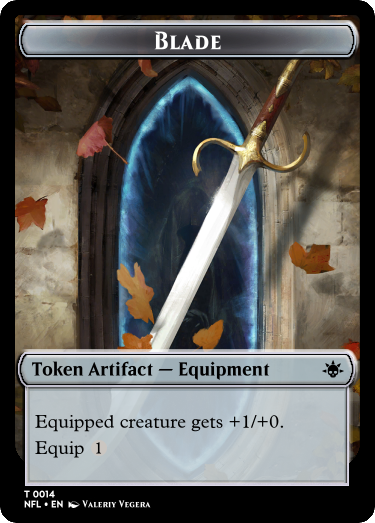 Blade
Token Artifact — Equipment
Equipped creature gets +1/+0.
Equip 1
T 0014
NFL • EN Valeriy Vegera